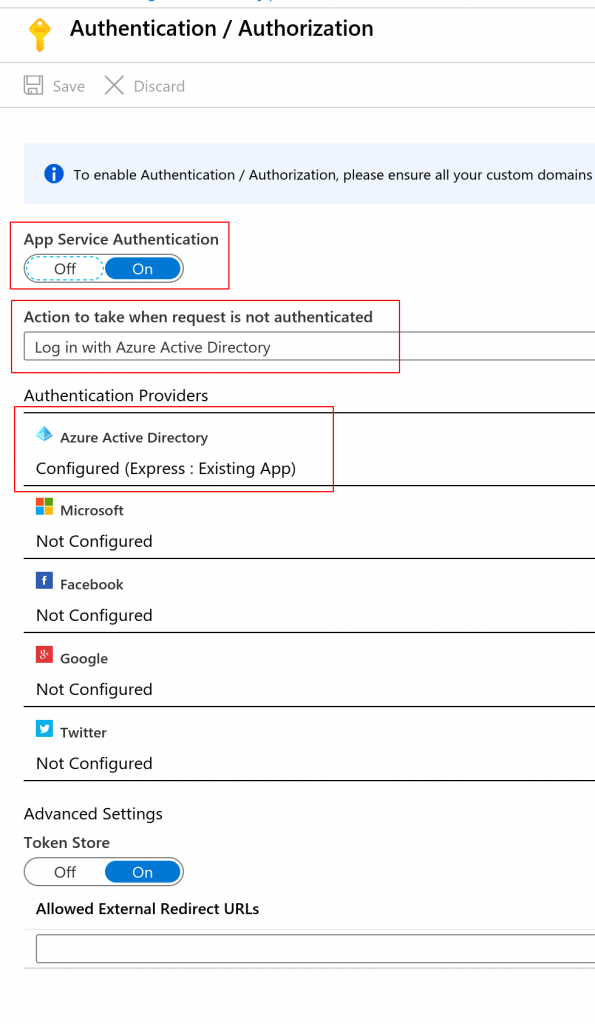 Authentication / Authorization
Save Discard
To enable Authentication / Authorization, please ensure all your custom domains
App Service Authentication
Off On
Action to take when request is not authenticated
Log in with Azure Active Directory
Authentication Providers
Azure Active Directory
Configured (Express : Existing App)
Microsoft
Not Configured
Facebook
Not Configured
Google
Not Configured
Twitter
Not Configured
Advanced Settings
Token Store
Off On
Allowed External Redirect URLs